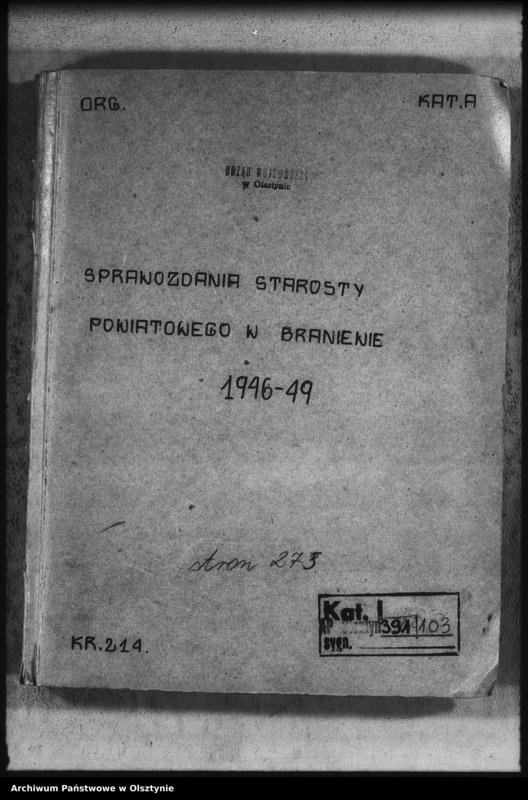 ORG. KAT.A
URZĄD WOJEWÓDZKI
w Olsztynie
SPRAWOZDANIA STAROSTY
POWIATOWEGO W BRANIEWIE
1946-49
stron 273
Kat. I
AP 391/103
sygn.
KR.214.
Archiwum Państwowe w Olsztynie